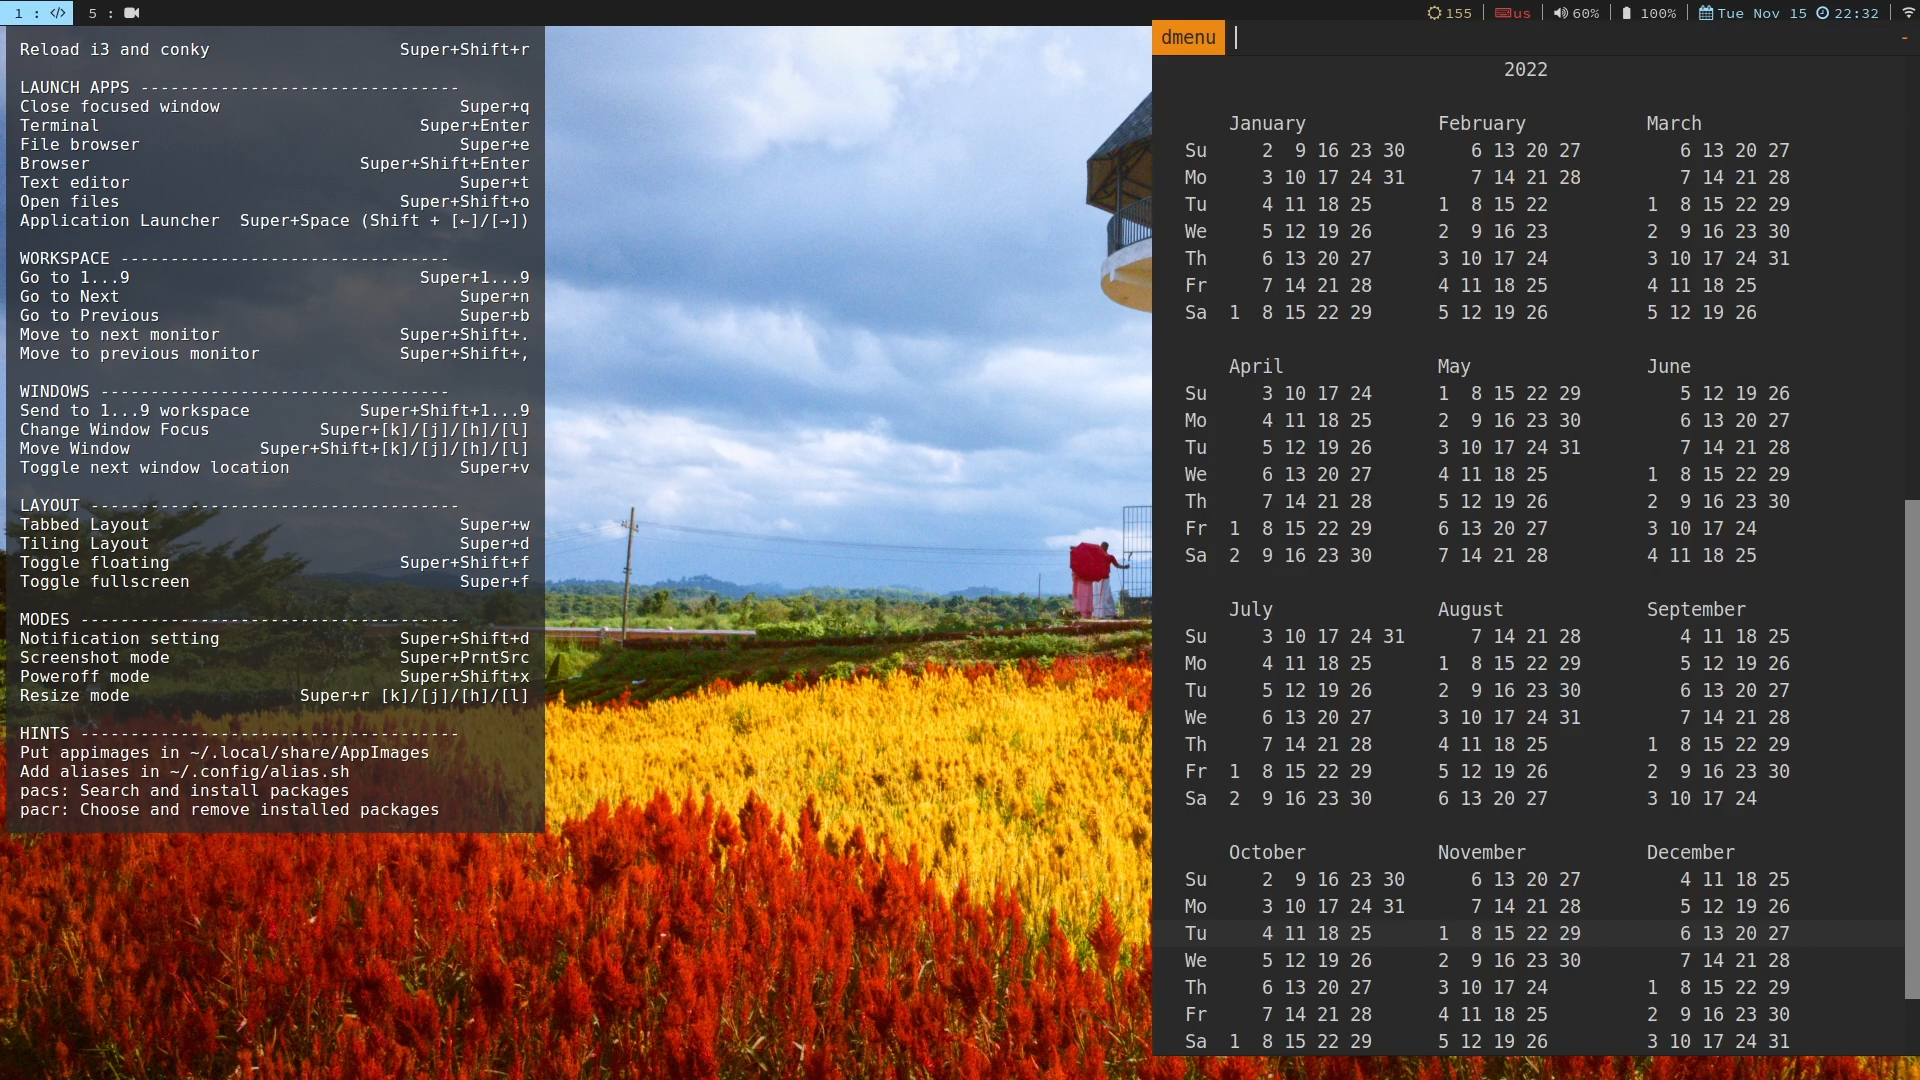 1 : </> 5 :
155 us 60% 100% Tue Nov 15 22:32
Reload i3 and conky Super+Shift+r
LAUNCH APPS --------------------------------
Close focused window Super+q
Terminal Super+Enter
File browser Super+e
Browser Super+Shift+Enter
Text editor Super+t
Open files Super+Shift+o
Application Launcher Super+Space (Shift + [←]/[→])
WORKSPACE ---------------------------------
Go to 1...9 Super+1...9
Go to Next Super+n
Go to Previous Super+b
Move to next monitor Super+Shift+.
Move to previous monitor Super+Shift+,
WINDOWS -----------------------------------
Send to 1...9 workspace Super+Shift+1...9
Change Window Focus Super+[k]/[j]/[h]/[l]
Move Window Super+Shift+[k]/[j]/[h]/[l]
Toggle next window location Super+v
LAYOUT -------------------------------------
Tabbed Layout Super+w
Tiling Layout Super+d
Toggle floating Super+Shift+f
Toggle fullscreen Super+f
MODES --------------------------------------
Notification setting Super+Shift+d
Screenshot mode Super+PrntSrc
Poweroff mode Super+Shift+x
Resize mode Super+r [k]/[j]/[h]/[l]
HINTS --------------------------------------
Put appimages in ~/.local/share/AppImages
Add aliases in ~/.config/alias.sh
pacs: Search and install packages
pacr: Choose and remove installed packages
dmenu -
2022
January February March
Su 2 9 16 23 30 6 13 20 27 6 13 20 27
Mo 3 10 17 24 31 7 14 21 28 7 14 21 28
Tu 4 11 18 25 1 8 15 22 1 8 15 22 29
We 5 12 19 26 2 9 16 23 2 9 16 23 30
Th 6 13 20 27 3 10 17 24 3 10 17 24 31
Fr 7 14 21 28 4 11 18 25 4 11 18 25
Sa 1 8 15 22 29 5 12 19 26 5 12 19 26
April May June
Su 3 10 17 24 1 8 15 22 29 5 12 19 26
Mo 4 11 18 25 2 9 16 23 30 6 13 20 27
Tu 5 12 19 26 3 10 17 24 31 7 14 21 28
We 6 13 20 27 4 11 18 25 1 8 15 22 29
Th 7 14 21 28 5 12 19 26 2 9 16 23 30
Fr 1 8 15 22 29 6 13 20 27 3 10 17 24
Sa 2 9 16 23 30 7 14 21 28 4 11 18 25
July August September
Su 3 10 17 24 31 7 14 21 28 4 11 18 25
Mo 4 11 18 25 1 8 15 22 29 5 12 19 26
Tu 5 12 19 26 2 9 16 23 30 6 13 20 27
We 6 13 20 27 3 10 17 24 31 7 14 21 28
Th 7 14 21 28 4 11 18 25 1 8 15 22 29
Fr 1 8 15 22 29 5 12 19 26 2 9 16 23 30
Sa 2 9 16 23 30 6 13 20 27 3 10 17 24
October November December
Su 2 9 16 23 30 6 13 20 27 4 11 18 25
Mo 3 10 17 24 31 7 14 21 28 5 12 19 26
Tu 4 11 18 25 1 8 15 22 29 6 13 20 27
We 5 12 19 26 2 9 16 23 30 7 14 21 28
Th 6 13 20 27 3 10 17 24 1 8 15 22 29
Fr 7 14 21 28 4 11 18 25 2 9 16 23 30
Sa 1 8 15 22 29 5 12 19 26 3 10 17 24 31